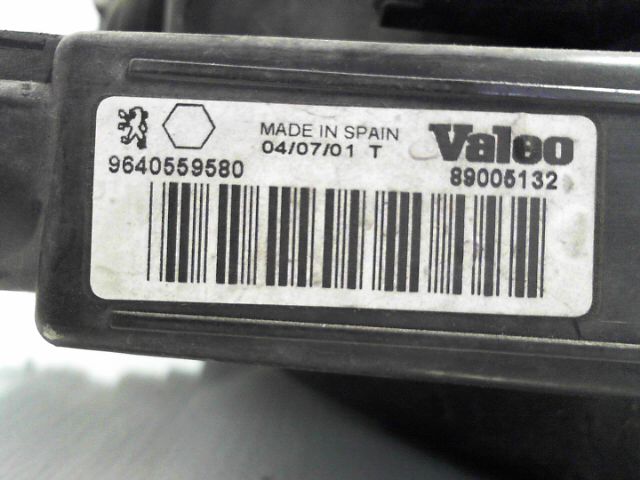 MADE IN SPAIN
04/07/01 T
Valeo
9640559580
89005132